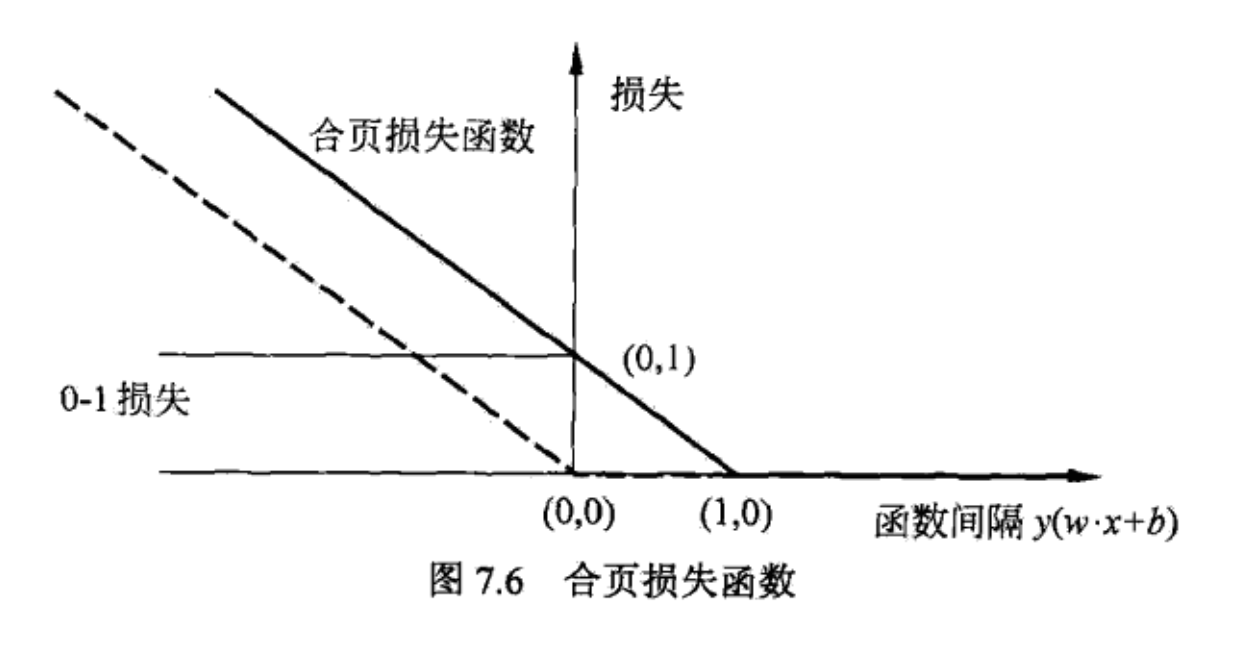 损失
合页损失函数
(0,1)
0-1 损失
(0,0)
(1,0)
函数间隔 y(w·x+b)
图 7.6 合页损失函数